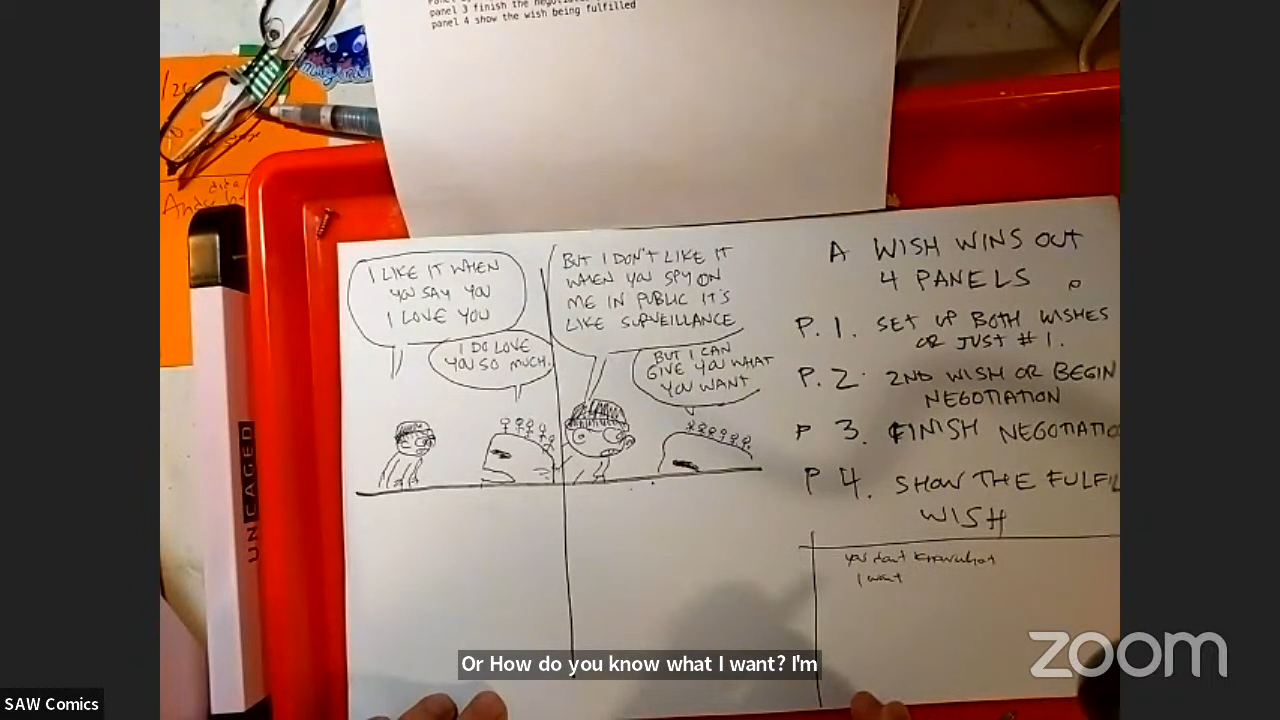 panel 3 finish the
panel 4 show the wish being fulfilled
UNCAGED
I LIKE IT WHEN
YOU SAY YOU
I LOVE YOU
I DO LOVE
YOU SO MUCH.
BUT I DON'T LIKE IT
WHEN YOU SPY ON
ME IN PUBLIC IT'S
LIKE SURVEILLANCE
BUT I CAN
GIVE YOU WHAT
YOU WANT
A WISH WINS OUT
4 PANELS
P. 1. SET UP BOTH WISHES
OR JUST #1.
P. 2. 2ND WISH OR BEGIN
NEGOTIATION
P 3. FINISH NEGOTIATIO
P 4. SHOW THE FULFIL
WISH
you don't know what
I want
Or How do you know what I want? I'm
zoom
SAW Comics